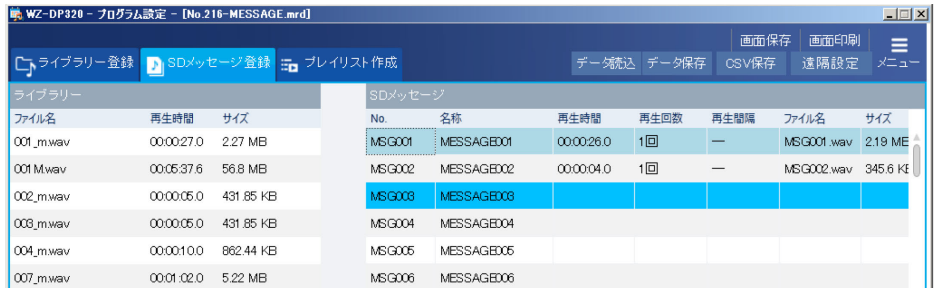 WZ-DP320 - プログラム設定 - [No.216-MESSAGE.mrd]
画面保存 画面印刷
ライブラリー登録 SDメッセージ登録 プレイリスト作成 データ読込 データ保存 CSV保存 遠隔設定 メニュー
ライブラリー SDメッセージ
ファイル名 再生時間 サイズ No. 名称 再生時間 再生回数 再生間隔 ファイル名 サイズ
001_m.wav 00:00:27.0 2.27 MB MSG001 MESSAGE001 00:00:26.0 1回 — MSG001.wav 2.19 ME
001M.wav 00:05:37.6 56.8 MB MSG002 MESSAGE002 00:00:04.0 1回 — MSG002.wav 345.6 KE
002_m.wav 00:00:05.0 431.85 KB MSG003 MESSAGE003
003_m.wav 00:00:05.0 431.85 KB MSG004 MESSAGE004
004_m.wav 00:00:10.0 862.44 KB MSG005 MESSAGE005
007_m.wav 00:01:02.0 5.22 MB MSG006 MESSAGE006